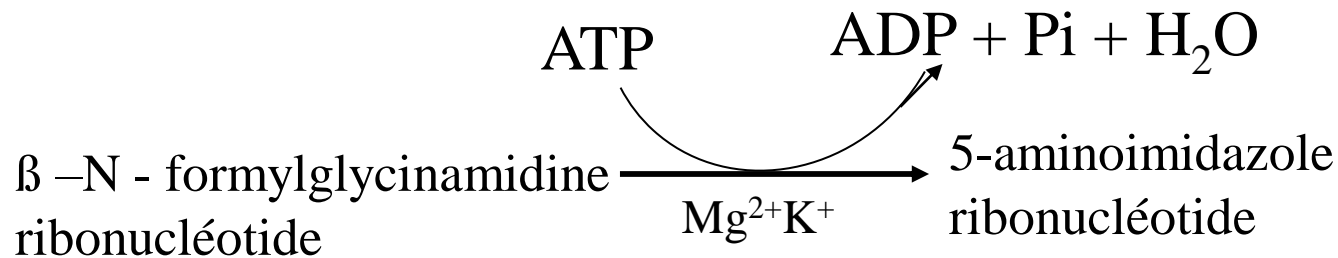 ATP
ADP + Pi + H₂O
ß –N - formylglycinamidine
ribonucléotide
Mg²⁺K⁺
5-aminoimidazole
ribonucléotide